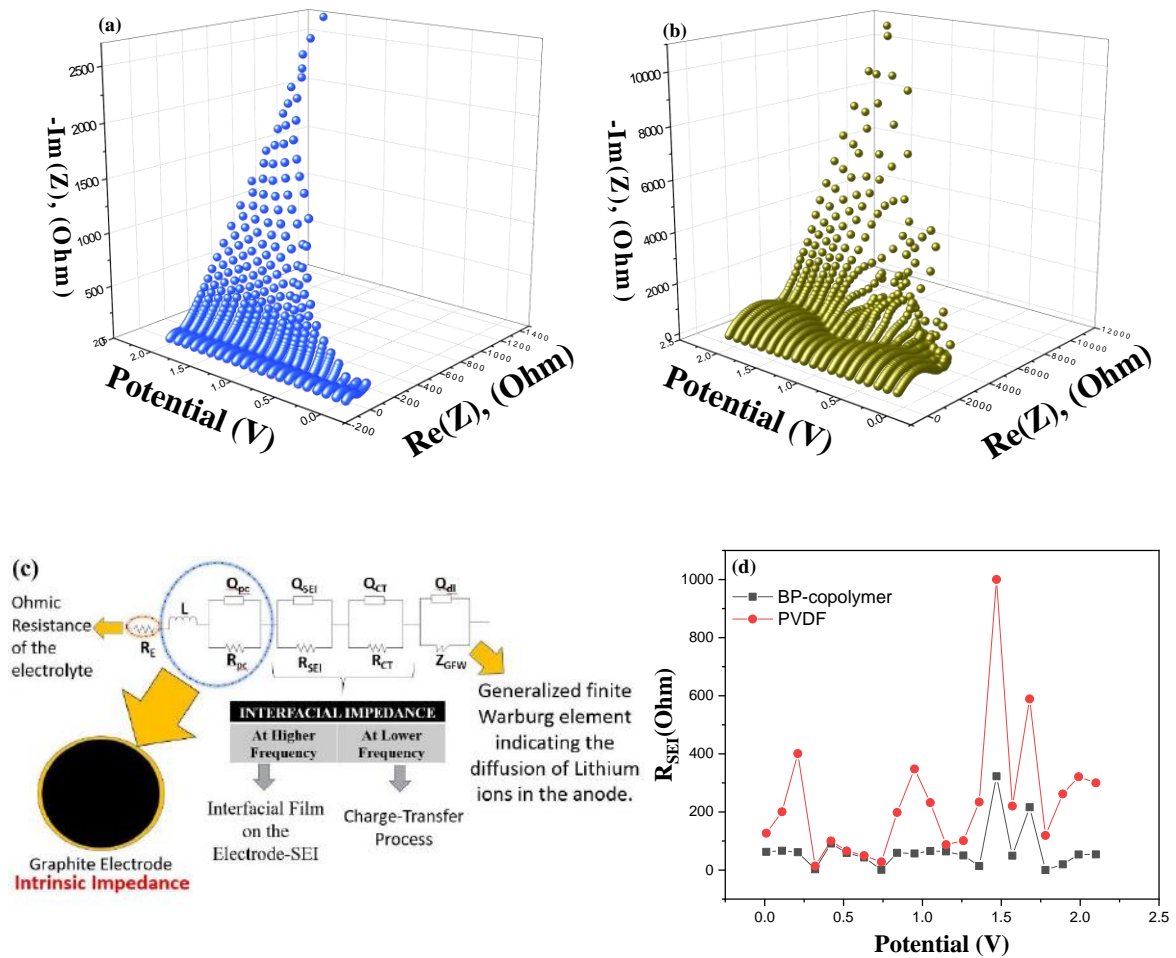 (a)
2500
2000
1500
1000
500
-Im(Z), (Ohm)
2.5
2.0
1.5
1.0
0.5
0.0
Potential (V)
-200
0
200
400
600
800
1000
1200
1400
Re(Z), (Ohm)
(b)
10000
8000
6000
4000
2000
0
-Im(Z), (Ohm)
2.5
2.0
1.5
1.0
0.5
0.0
Potential (V)
0
2000
4000
6000
8000
10000
12000
Re(Z), (Ohm)
(c)
Ohmic
Resistance
of the
electrolyte
R_E
L
Q_pc
R_pc
Q_SEI
R_SEI
Q_CT
R_CT
Q_dl
Z_GFW
INTERFACIAL IMPEDANCE
At Higher
Frequency
At Lower
Frequency
Interfacial Film
on the
Electrode-SEI
Charge-Transfer
Process
Generalized finite
Warburg element
indicating the
diffusion of Lithium
ions in the anode.
Graphite Electrode
Intrinsic Impedance
(d)
BP-copolymer
PVDF
1000
800
600
400
200
0
R_SEI(Ohm)
0.0
0.5
1.0
1.5
2.0
2.5
Potential (V)